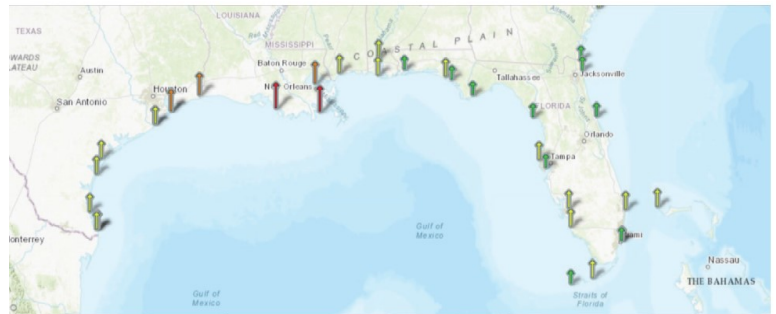 TEXAS
LOUISIANA
MISSISSIPPI
COASTAL PLAIN
Austin
Baton Rouge
Tallahassee
Jacksonville
Houston
New Orleans
San Antonio
FLORIDA
Orlando
Tampa
Gulf of
Mexico
Miami
Nassau
THE BAHAMAS
Gulf of
Mexico
Straits of
Florida